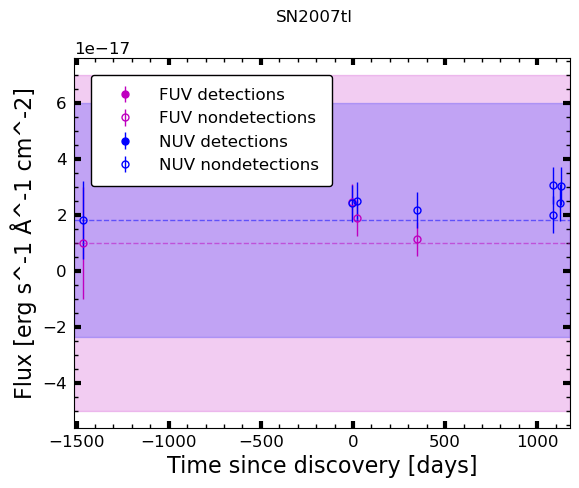 SN2007tl
1e−17
FUV detections
FUV nondetections
NUV detections
NUV nondetections
6
4
2
0
−2
−4
Flux [erg s^-1 Å^-1 cm^-2]
−1500
−1000
−500
0
500
1000
Time since discovery [days]